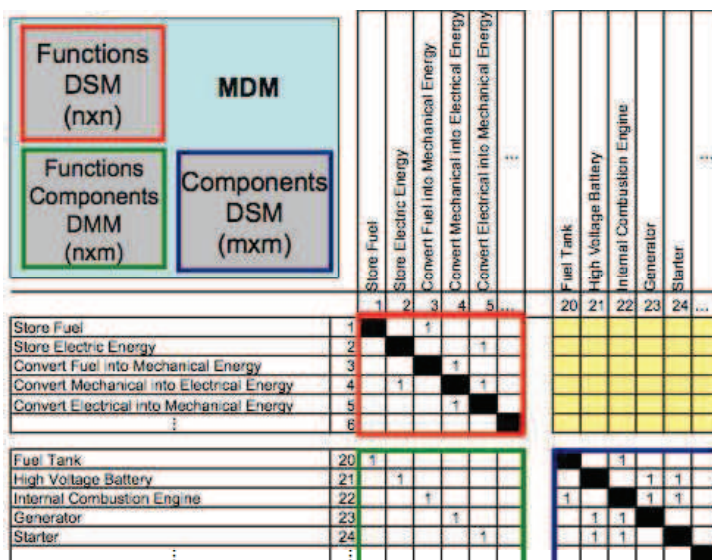 Functions
DSM
(nxn)
MDM
Functions
Components
DMM
(nxm)
Components
DSM
(mxm)
Store Fuel
Store Electric Energy
Convert Fuel into Mechanical Energy
Convert Mechanical into Electrical Energy
Convert Electrical into Mechanical Energy
...
Fuel Tank
High Voltage Battery
Internal Combustion Engine
Generator
Starter
...
1 2 3 4 5 ... 20 21 22 23 24 ...
Store Fuel 1 1
Store Electric Energy 2 1
Convert Fuel into Mechanical Energy 3 1
Convert Mechanical into Electrical Energy 4 1 1
Convert Electrical into Mechanical Energy 5 1
⋮ 6
Fuel Tank 20 1 1
High Voltage Battery 21 1 1 1
Internal Combustion Engine 22 1 1 1 1
Generator 23 1 1 1
Starter 24 1 1 1
⋮ ⋮